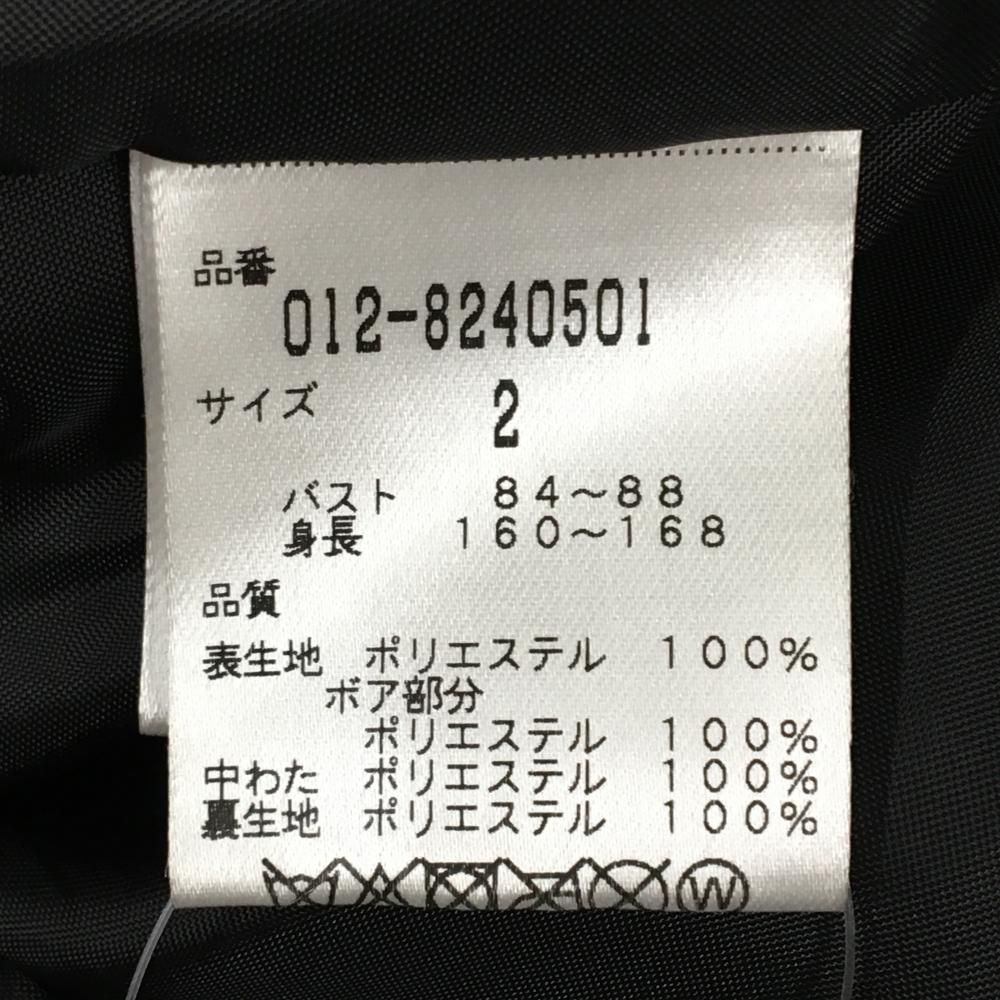 品番
012-8240501
サイズ 2
バスト 84～88
身長 160～168
品質
表生地 ポリエステル 100%
ボア部分
ポリエステル 100%
中わた ポリエステル 100%
裏生地 ポリエステル 100%
W